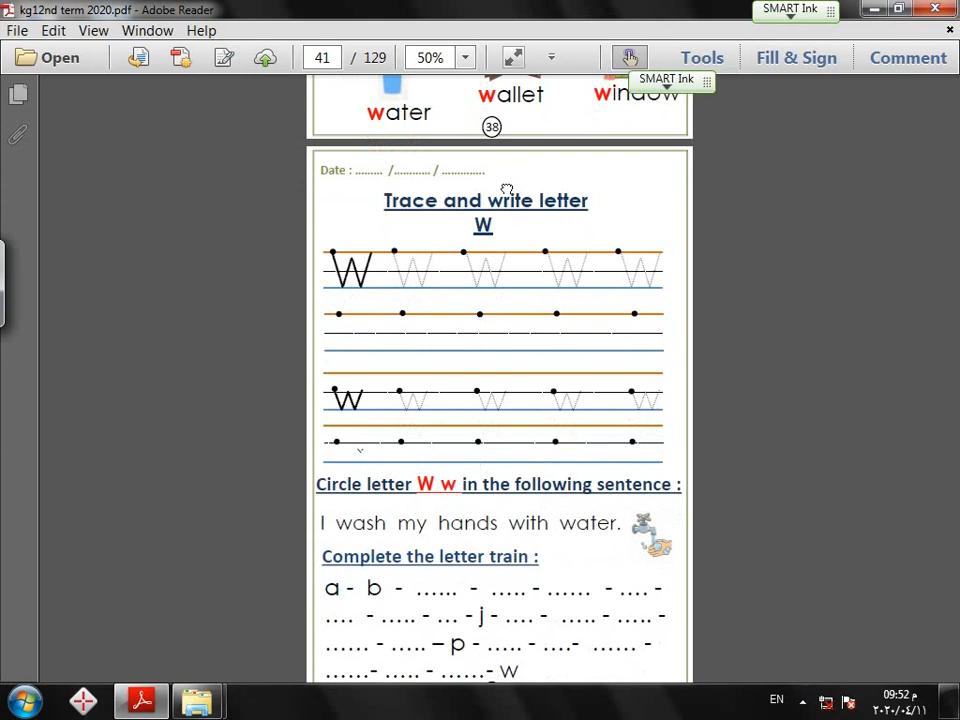 kg12nd term 2020.pdf - Adobe Reader
SMART Ink
File Edit View Window Help
Open 41 / 129 50% Tools Fill & Sign Comment
SMART Ink
water wallet window
38
Date : ......... /............ / ..............
Trace and write letter
W
W W W W W
w w w w w
Circle letter W w in the following sentence :
I wash my hands with water.
Complete the letter train :
a - b - ...... - ..... - ...... - .... -
.... - ..... - ... - j - .... - ..... - ..... -
...... - ..... – p - ..... - ....- ...... -
......- ..... - ......- w
EN 09:52 م
٢٠٢٠/٠٤/١١